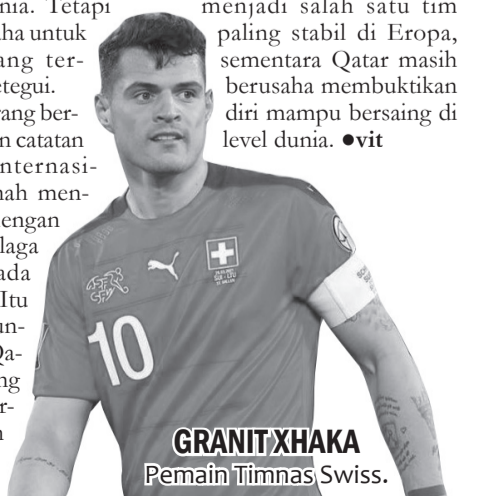 nia. Tetapi
ha untuk
ang ter-
etegui.
rang ber-
n catatan
nternasi-
nah men-
engan
laga
ada
Itu
un-
Qa-
ng
r-
menjadi salah satu tim
paling stabil di Eropa,
sementara Qatar masih
berusaha membuktikan
diri mampu bersaing di
level dunia. ●vit
10
GRANIT XHAKA
Pemain Timnas Swiss.